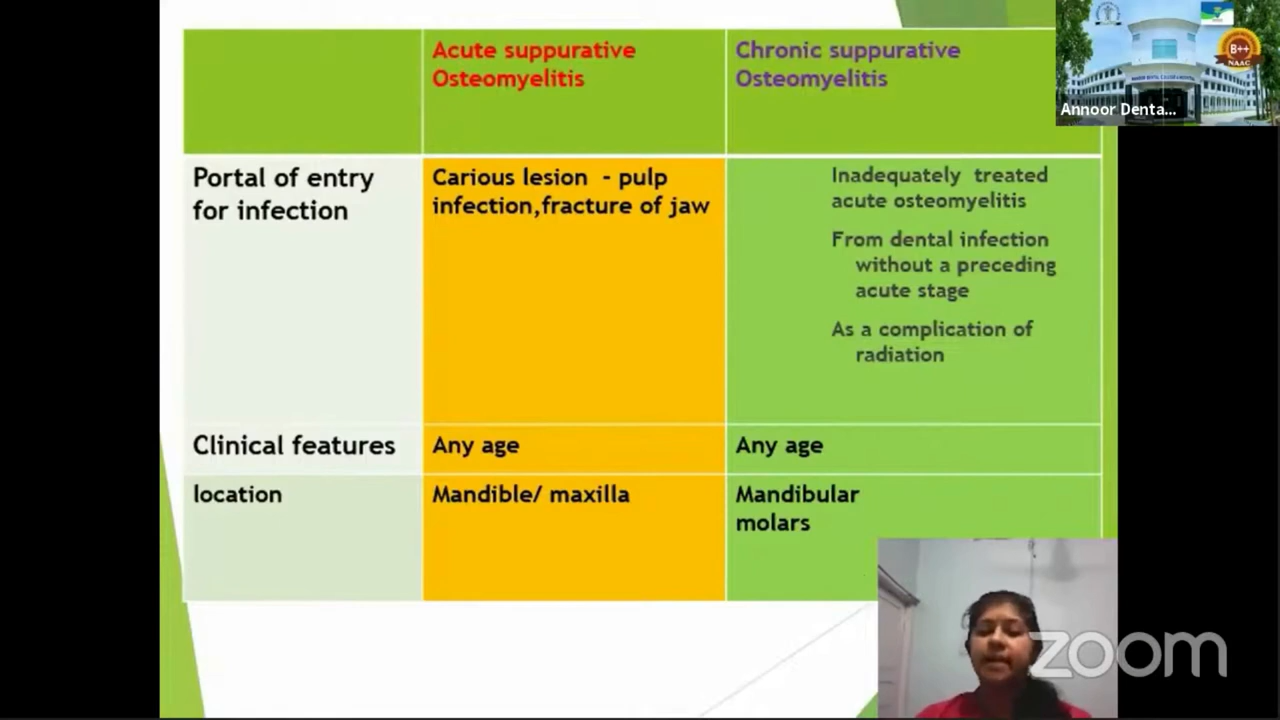 Acute suppurative
Osteomyelitis
Chronic suppurative
Osteomyelitis
Portal of entry
for infection
Carious lesion - pulp
infection,fracture of jaw
Inadequately treated
acute osteomyelitis
From dental infection
without a preceding
acute stage
As a complication of
radiation
Clinical features
Any age
Any age
location
Mandible/ maxilla
Mandibular
molars
B++
NAAC
Annoor Denta...
zoom